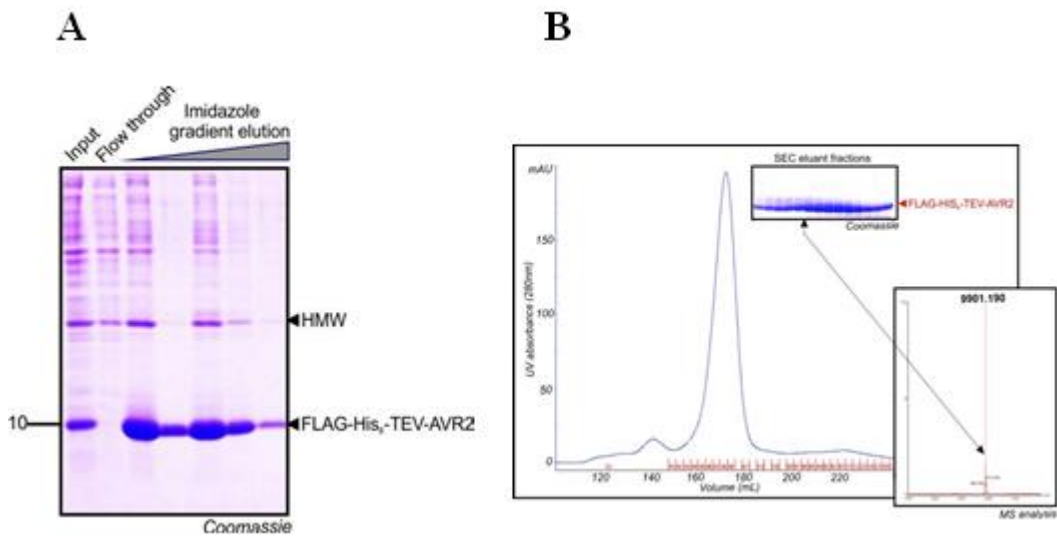 A
B
Imidazole
gradient elution
Input
Flow through
HMW
10
FLAG-His₆-TEV-AVR2
Coomassie
mAU
150
100
50
0
UV absorbance (280nm)
120
140
160
180
200
220
Volume (mL)
SEC eluant fractions
FLAG-HIS₆-TEV-AVR2
Coomassie
9901.190
MS analysin